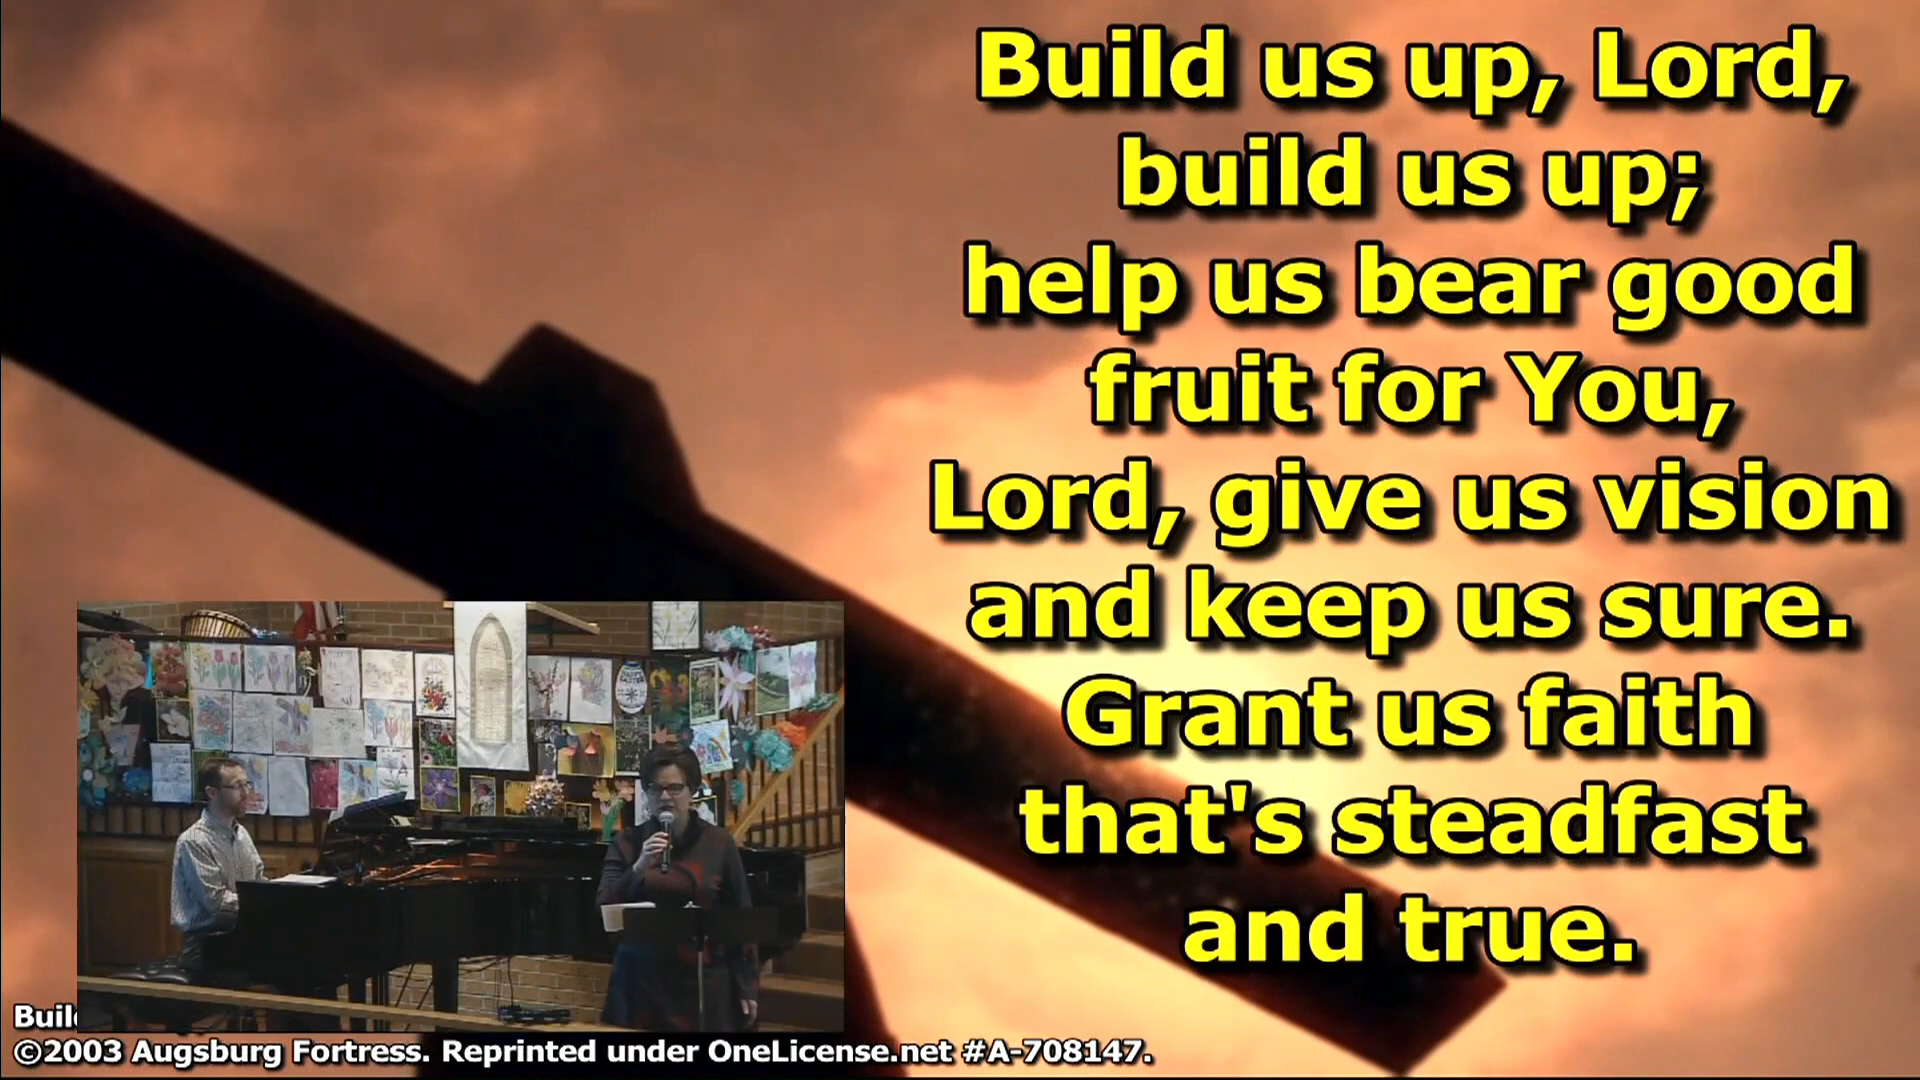 Build us up, Lord,
build us up;
help us bear good
fruit for You,
Lord, give us vision
and keep us sure.
Grant us faith
that's steadfast
and true.
©2003 Augsburg Fortress. Reprinted under OneLicense.net #A-708147.